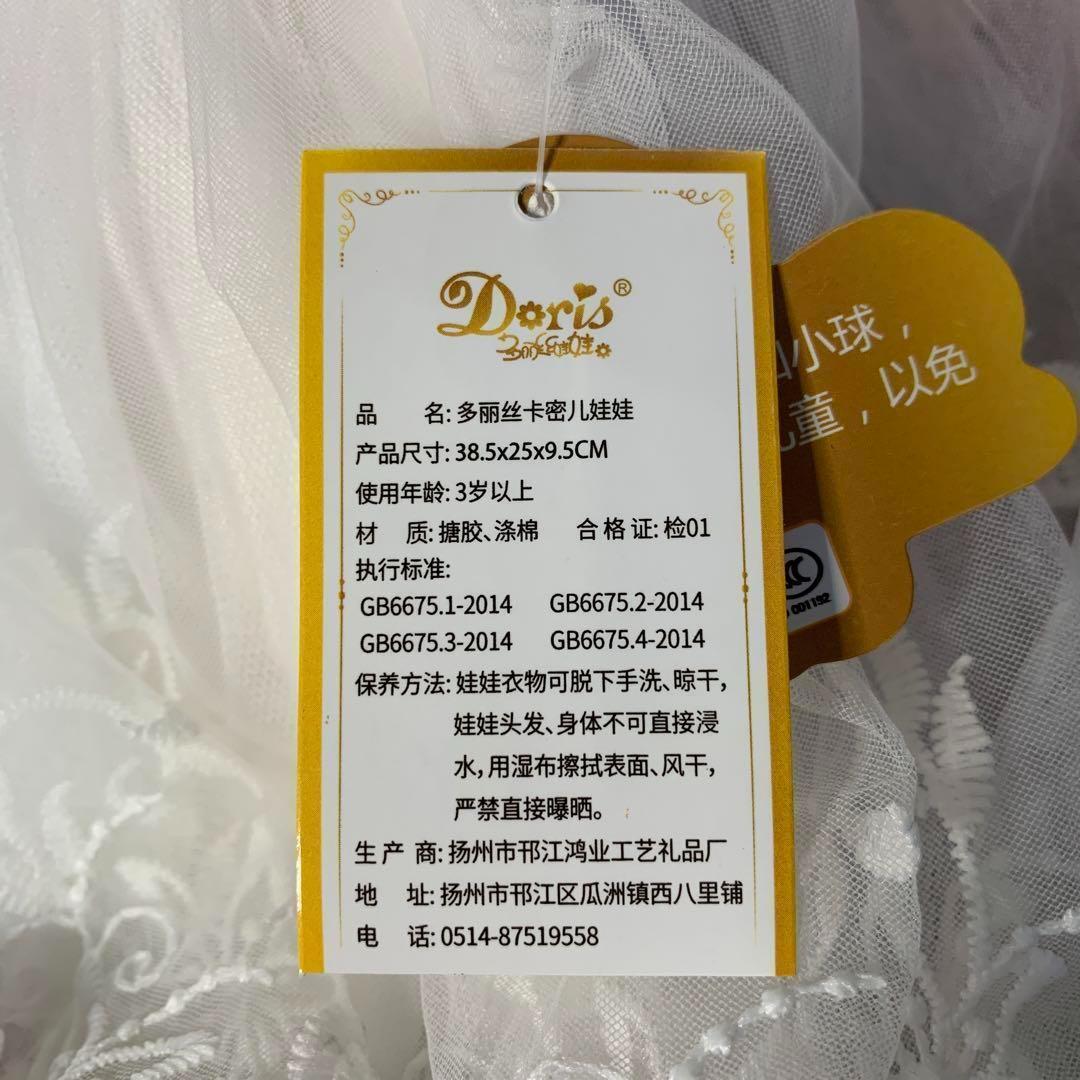 Doris®
多丽丝娃娃
品 名: 多丽丝卡密儿娃娃
产品尺寸: 38.5x25x9.5CM
使用年龄: 3岁以上
材 质: 搪胶、涤棉 合格证: 检01
执行标准:
GB6675.1-2014 GB6675.2-2014
GB6675.3-2014 GB6675.4-2014
保养方法: 娃娃衣物可脱下手洗、晾干,
娃娃头发、身体不可直接浸
水, 用湿布擦拭表面、风干,
严禁直接曝晒。
生产商: 扬州市邗江鸿业工艺礼品厂
地 址: 扬州市邗江区瓜洲镇西八里铺
电 话: 0514-87519558
小球，
童，以免
001192